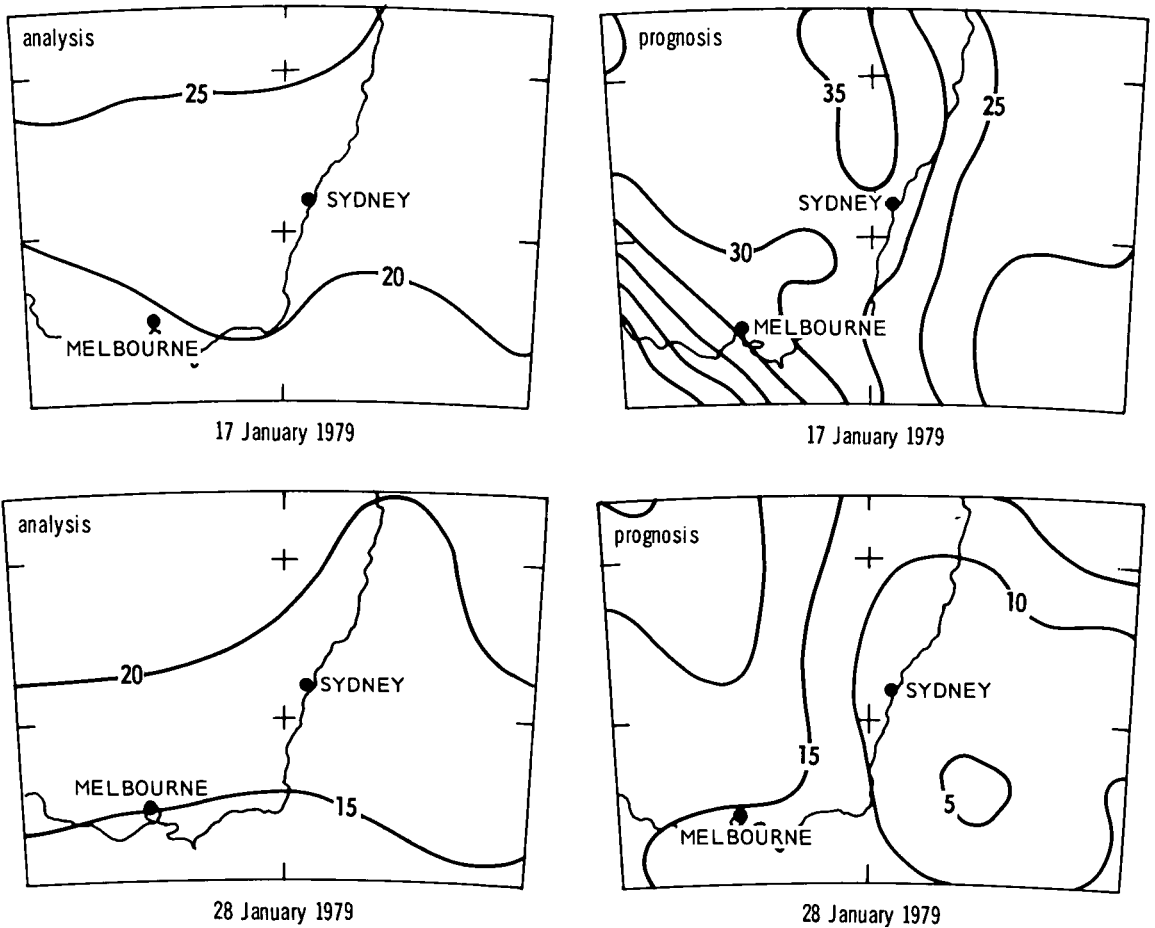 analysis
25
SYDNEY
20
MELBOURNE
17 January 1979
prognosis
35
25
SYDNEY
30
MELBOURNE
17 January 1979
analysis
20
SYDNEY
MELBOURNE
15
28 January 1979
prognosis
10
SYDNEY
15
5
MELBOURNE
28 January 1979